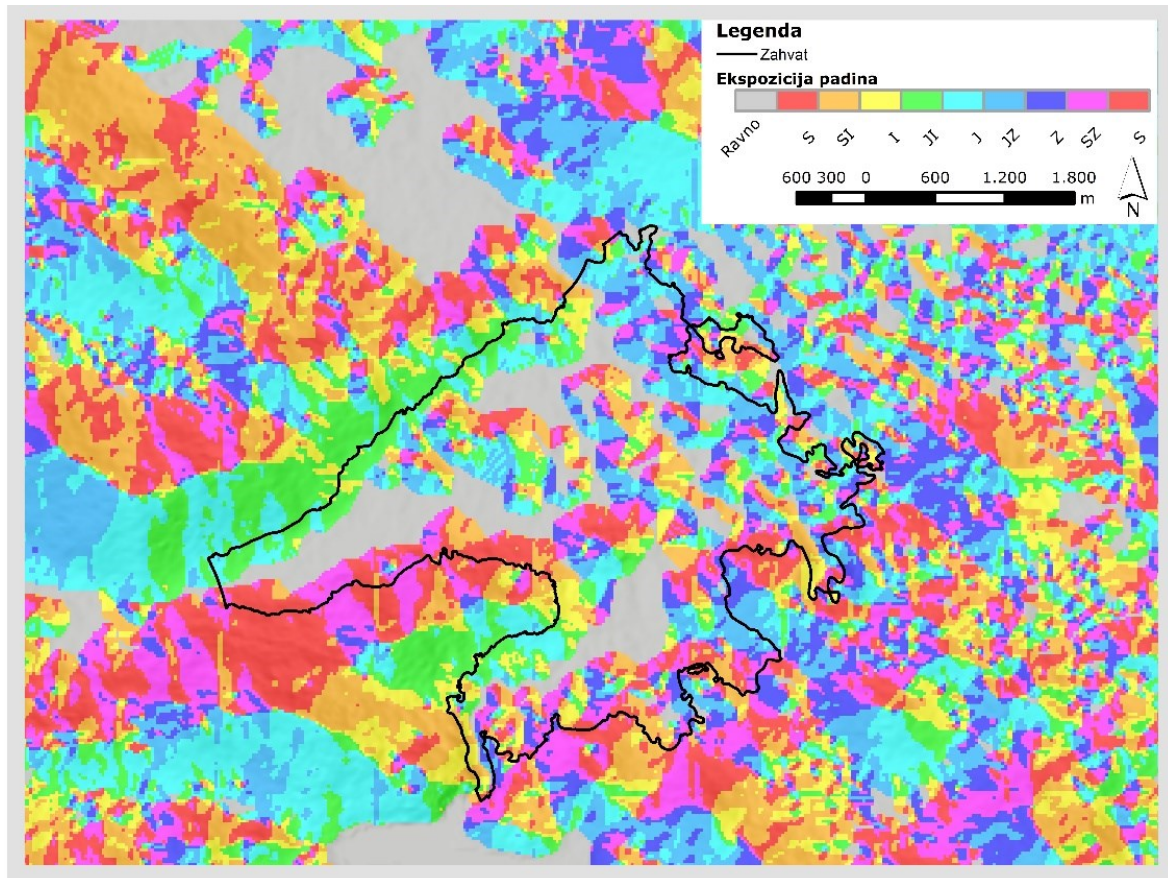 Legenda
Zahvat
Ekspozicija padina
Ravno S SI I JI J JZ Z SZ S
600 300 0 600 1.200 1.800
m
N